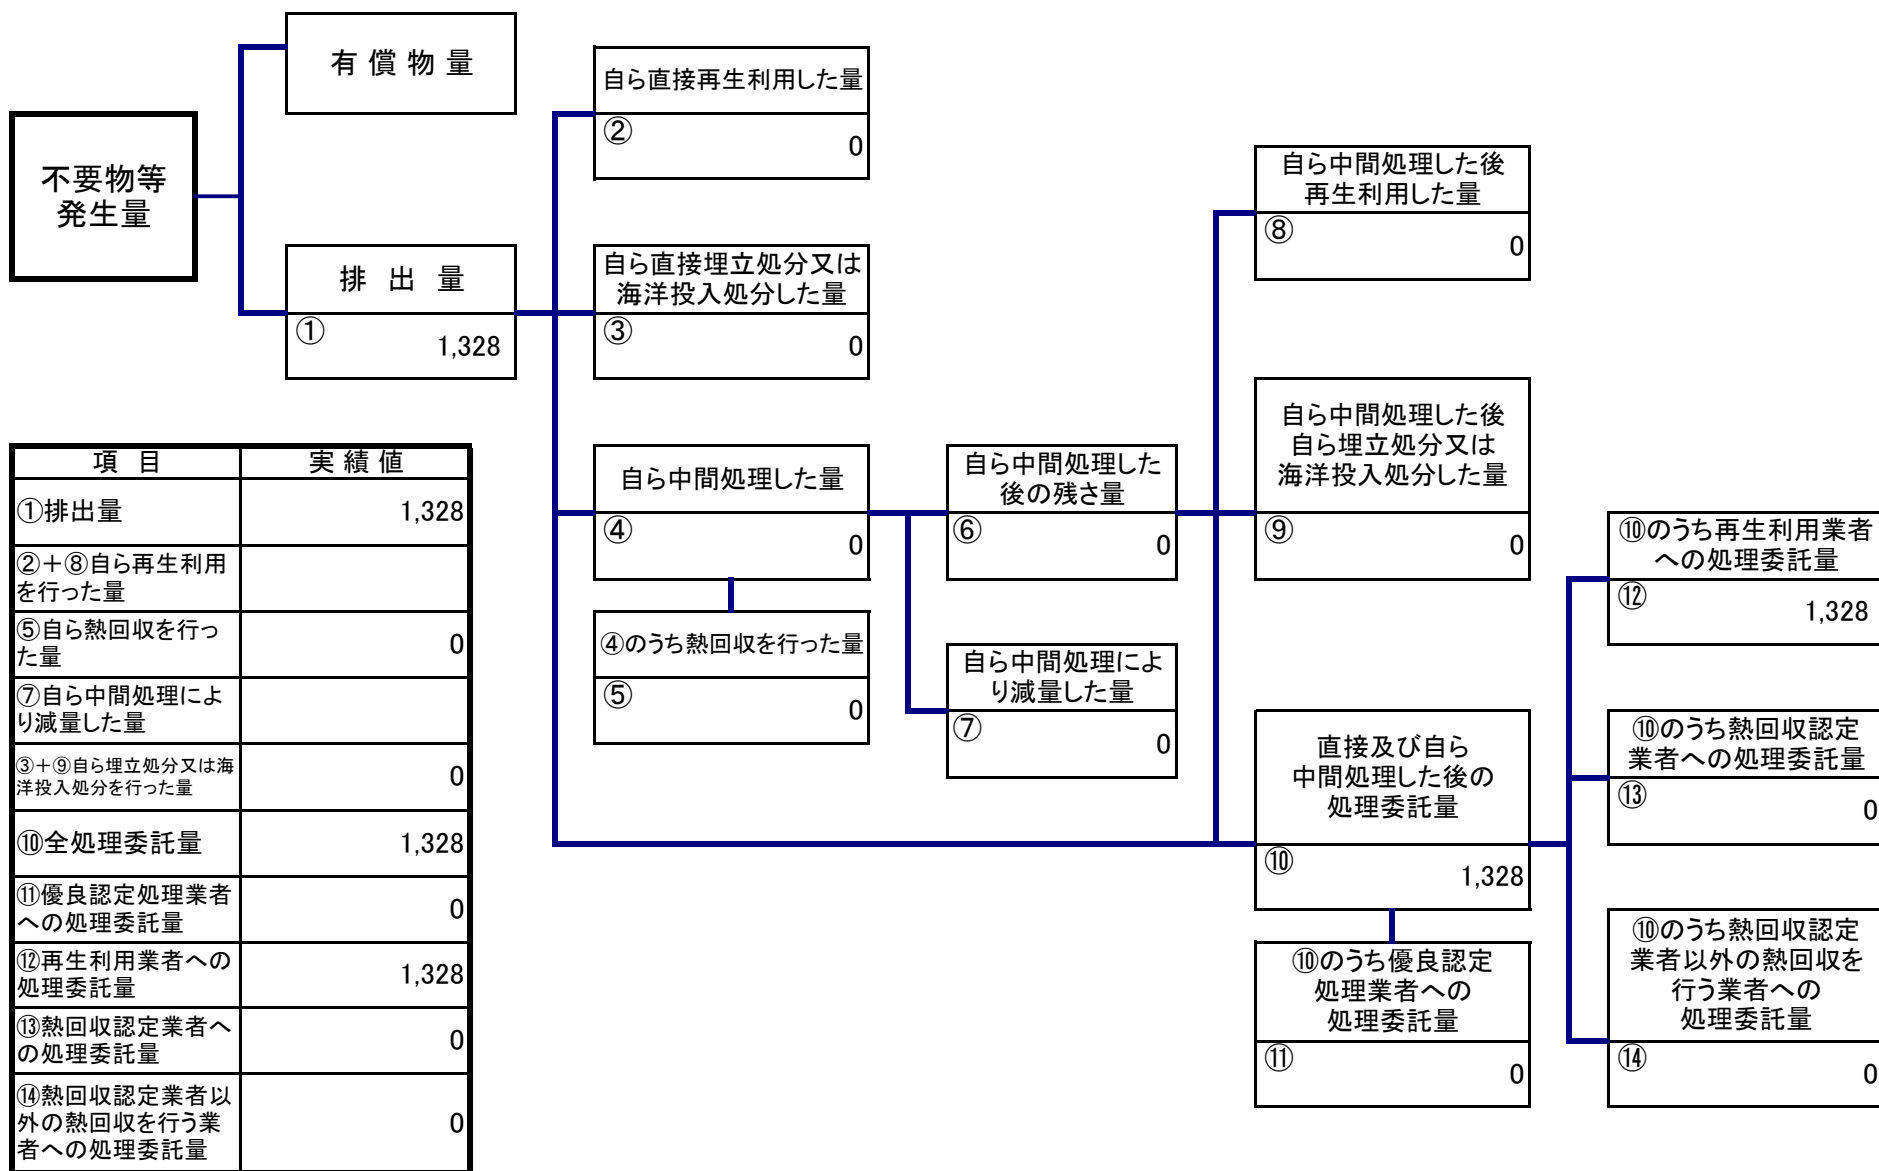 有 償 物 量
不要物等
発生量
排 出 量
①
1,328
自ら直接再生利用した量
②
0
自ら直接埋立処分又は
海洋投入処分した量
③
0
自ら中間処理した量
④
0
④のうち熱回収を行った量
⑤
0
自ら中間処理した
後の残さ量
⑥
0
自ら中間処理によ
り減量した量
⑦
0
自ら中間処理した後
再生利用した量
⑧
0
自ら中間処理した後
自ら埋立処分又は
海洋投入処分した量
⑨
0
直接及び自ら
中間処理した後の
処理委託量
⑩
1,328
⑩のうち優良認定
処理業者への
処理委託量
⑪
0
⑩のうち再生利用業者
への処理委託量
⑫
1,328
⑩のうち熱回収認定
業者への処理委託量
⑬
0
⑩のうち熱回収認定
業者以外の熱回収を
行う業者への
処理委託量
⑭
0
項 目 実 績 値
①排出量 1,328
②＋⑧自ら再生利用
を行った量
⑤自ら熱回収を行っ
た量 0
⑦自ら中間処理によ
り減量した量
③＋⑨自ら埋立処分又は海
洋投入処分を行った量 0
⑩全処理委託量 1,328
⑪優良認定処理業者
への処理委託量 0
⑫再生利用業者への
処理委託量 1,328
⑬熱回収認定業者へ
の処理委託量 0
⑭熱回収認定業者以
外の熱回収を行う業
者への処理委託量 0